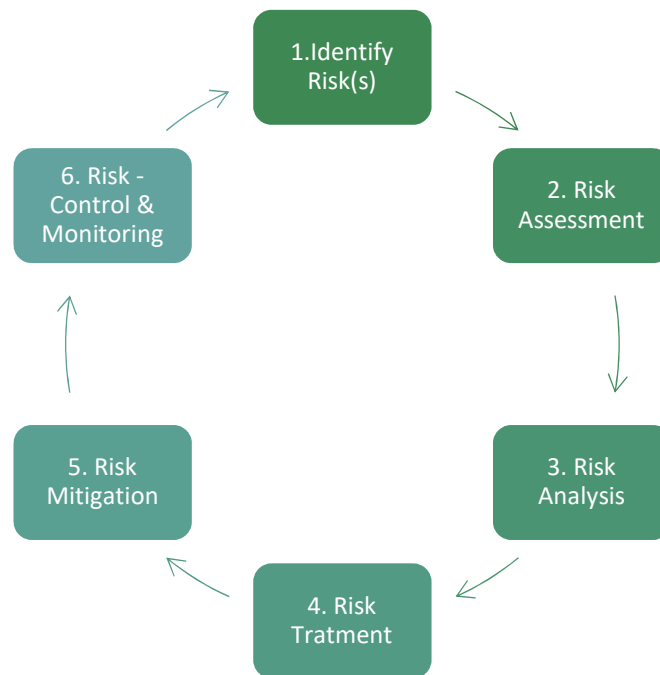 1.Identify
Risk(s)
2. Risk
Assessment
3. Risk
Analysis
4. Risk
Tratment
5. Risk
Mitigation
6. Risk -
Control &
Monitoring